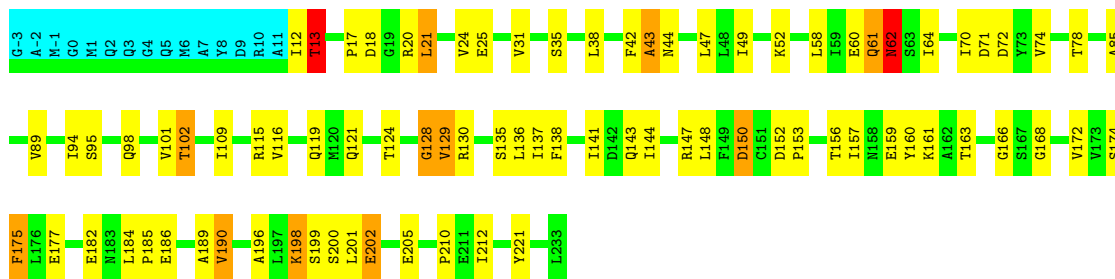 G-3 A-2 M-1 G0 M1 Q2 Q3 G4 Q5 M6 A7 Y8 D9 R10 A11 I12 T13 P17 D18 G19 R20 L21 V24 E25 V31 S35 L38 F42 A43 N44 L47 L48 I49 K52 L58 I59 E60 Q61 N62 S63 I64 I70 D71 D72 Y73 V74 T78 A85
V89 I94 S95 Q98 V101 T102 I109 R115 V116 Q119 M120 Q121 T124 G128 V129 R130 S135 L136 I137 F138 I141 D142 Q143 I144 R147 L148 F149 D150 C151 D152 P153 T156 I157 N158 E159 Y160 K161 A162 T163 G166 S167 G168 V172 V173 S174
F175 L176 E177 E182 N183 L184 P185 E186 A189 V190 A196 L197 K198 S199 S200 L201 E202 E205 P210 E211 I212 Y221 L233